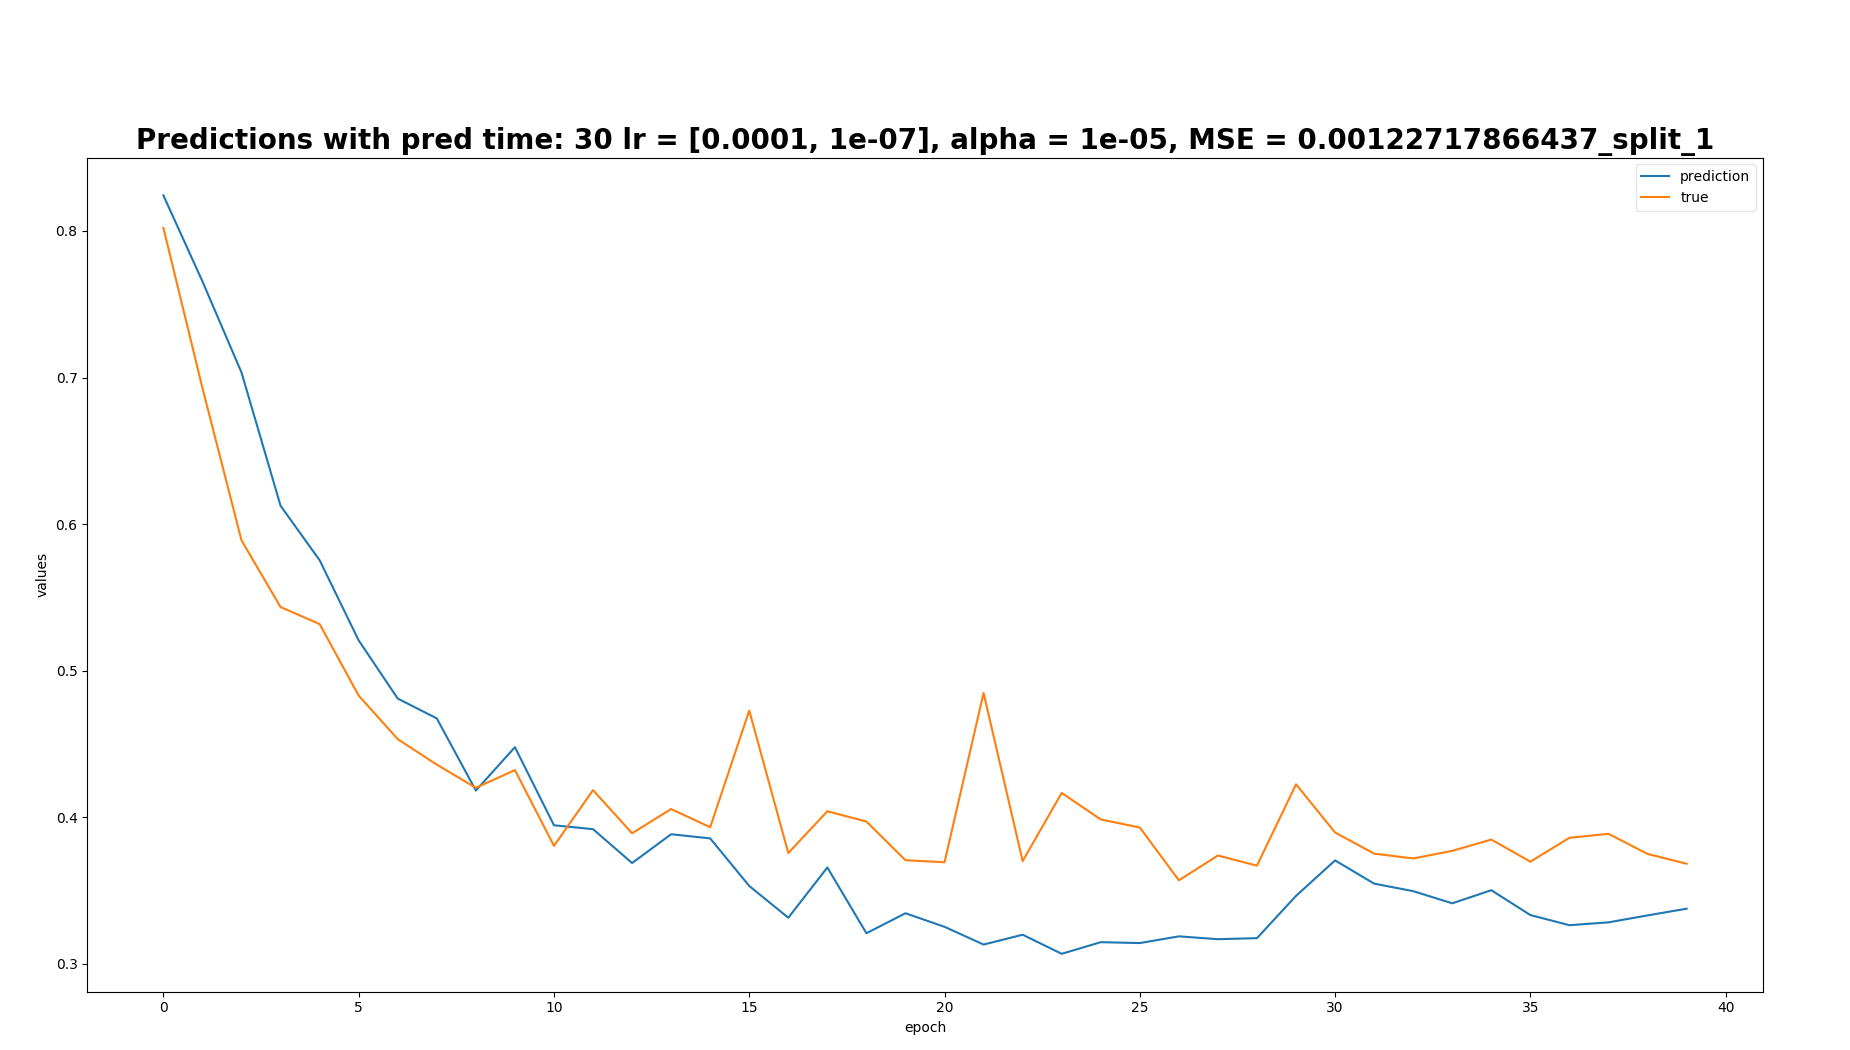 Predictions with pred time: 30 lr = [0.0001, 1e-07], alpha = 1e-05, MSE = 0.00122717866437_split_1
prediction
true
0.8
0.7
0.6
0.5
0.4
0.3
values
0 5 10 15 20 25 30 35 40
epoch